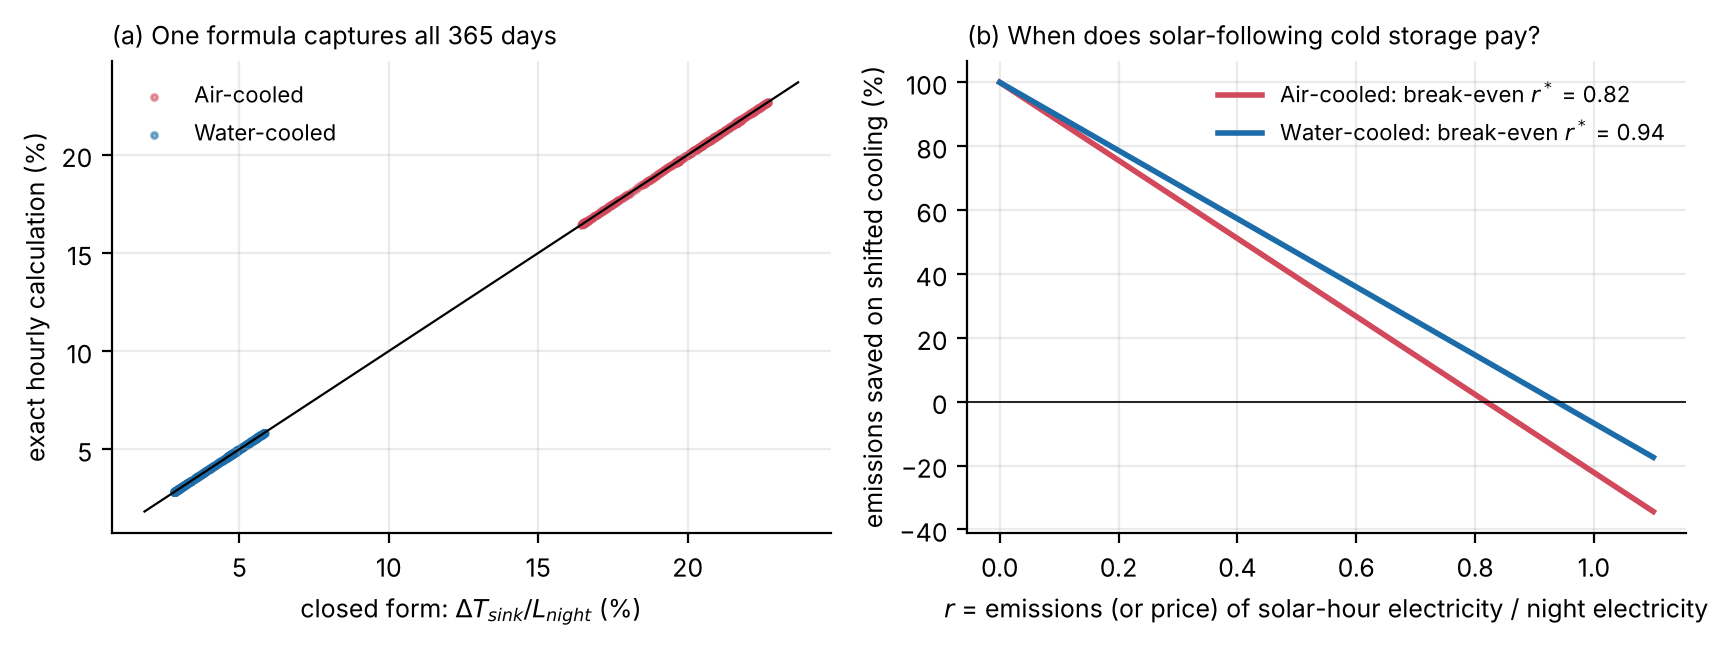 (a) One formula captures all 365 days
Air-cooled
Water-cooled
exact hourly calculation (%)
20
15
10
5
5
10
15
20
closed form: ΔT_sink/L_night (%)
(b) When does solar-following cold storage pay?
Air-cooled: break-even r* = 0.82
Water-cooled: break-even r* = 0.94
emissions saved on shifted cooling (%)
100
80
60
40
20
0
−20
−40
0.0
0.2
0.4
0.6
0.8
1.0
r = emissions (or price) of solar-hour electricity / night electricity